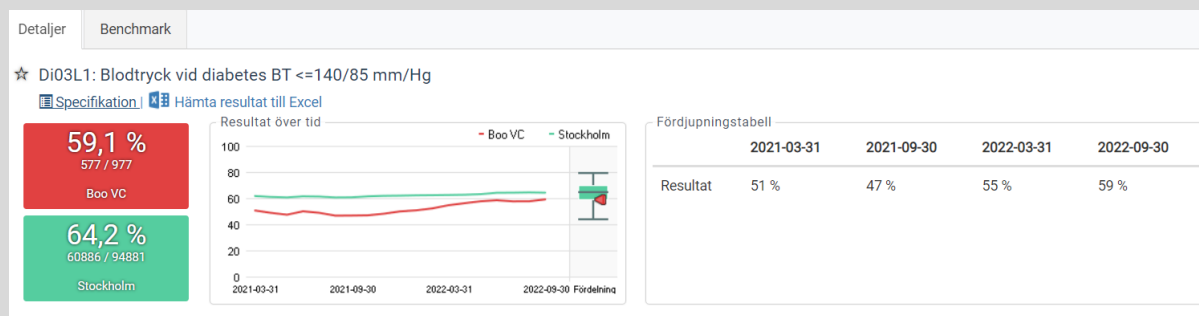 Detaljer
Benchmark
Di03L1: Blodtryck vid diabetes BT <=140/85 mm/Hg
Specifikation | Hämta resultat till Excel
59,1 %
577 / 977
Boo VC
64,2 %
60886 / 94881
Stockholm
Resultat över tid
Boo VC
Stockholm
100
80
60
40
20
0
2021-03-31 2021-09-30 2022-03-31 2022-09-30 Fördelning
Fördjupningstabell
2021-03-31 2021-09-30 2022-03-31 2022-09-30
Resultat 51 % 47 % 55 % 59 %